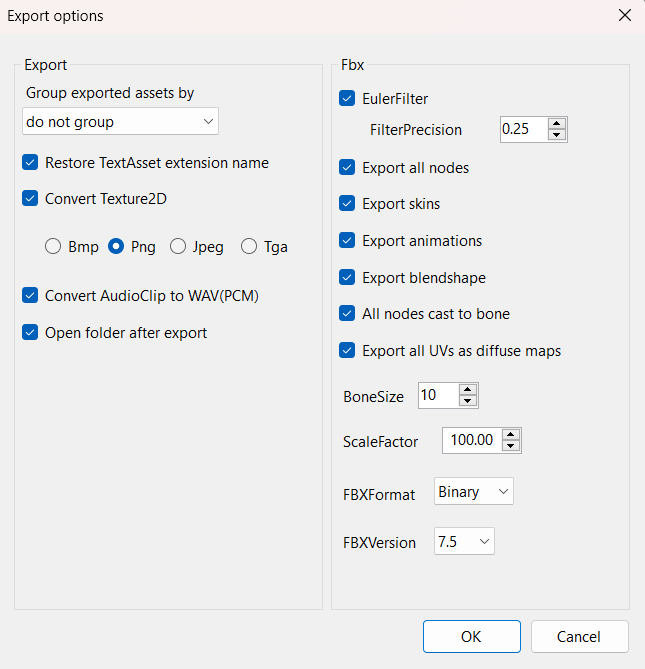 Export options
Export
Group exported assets by
do not group
Restore TextAsset extension name
Convert Texture2D
Bmp Png Jpeg Tga
Convert AudioClip to WAV(PCM)
Open folder after export
Fbx
EulerFilter
FilterPrecision 0.25
Export all nodes
Export skins
Export animations
Export blendshape
All nodes cast to bone
Export all UVs as diffuse maps
BoneSize 10
ScaleFactor 100.00
FBXFormat Binary
FBXVersion 7.5
OK Cancel